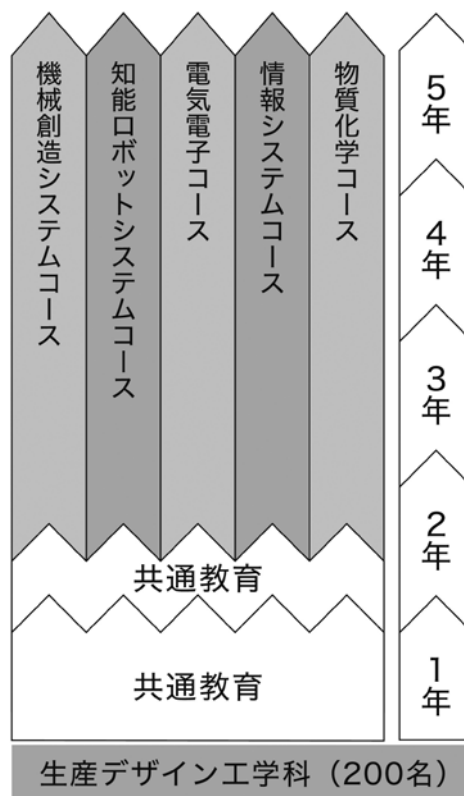 機械創造システムコース
知能ロボットシステムコース
電気電子コース
情報システムコース
物質化学コース
5年
4年
3年
2年
1年
共通教育
共通教育
生産デザイン工学科（200名）